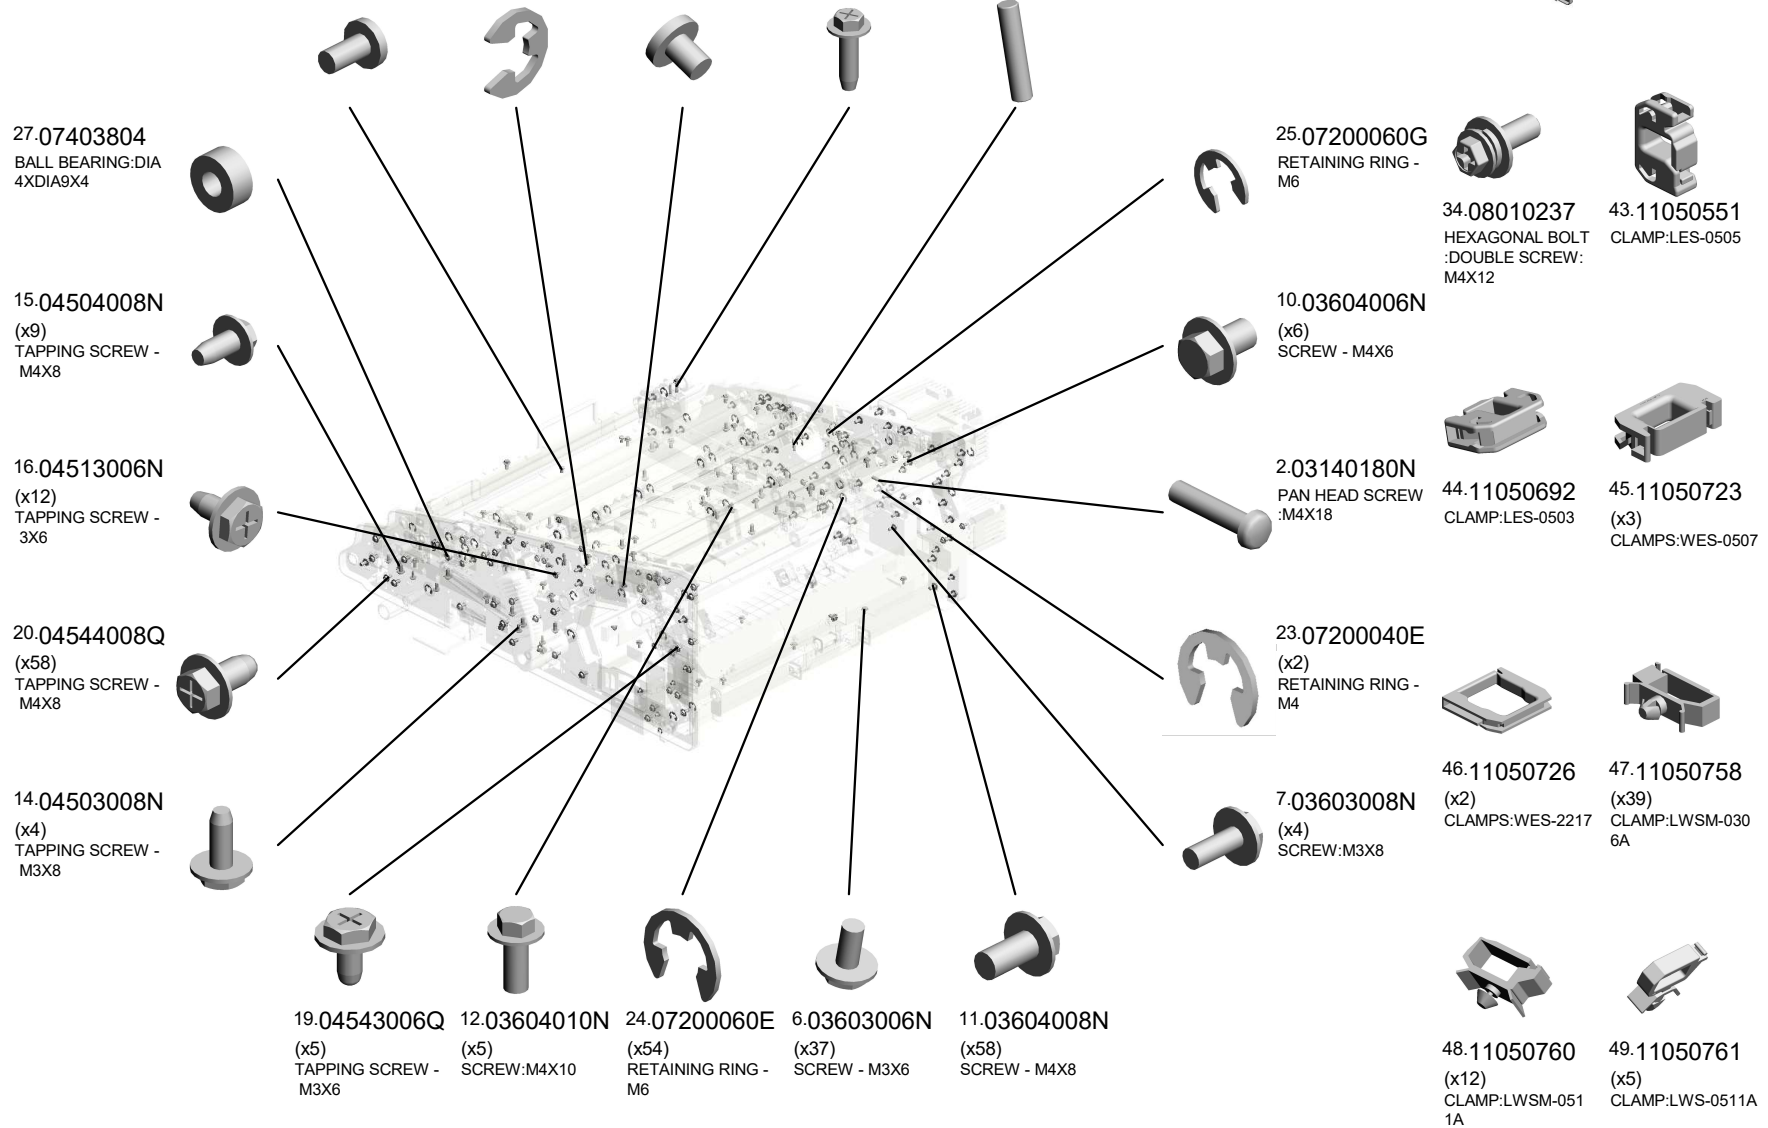 27.07403804
BALL BEARING:DIA
4XDIA9X4
15.04504008N
(x9)
TAPPING SCREW -
M4X8
16.04513006N
(x12)
TAPPING SCREW -
3X6
20.04544008Q
(x58)
TAPPING SCREW -
M4X8
14.04503008N
(x4)
TAPPING SCREW -
M3X8
19.04543006Q
(x5)
TAPPING SCREW -
M3X6
12.03604010N
(x5)
SCREW:M4X10
24.07200060E
(x54)
RETAINING RING -
M6
6.03603006N
(x37)
SCREW - M3X6
11.03604008N
(x58)
SCREW - M4X8
25.07200060G
RETAINING RING -
M6
10.03604006N
(x6)
SCREW - M4X6
2.03140180N
PAN HEAD SCREW
:M4X18
23.07200040E
(x2)
RETAINING RING -
M4
7.03603008N
(x4)
SCREW:M3X8
34.08010237
HEXAGONAL BOLT
:DOUBLE SCREW:
M4X12
43.11050551
CLAMP:LES-0505
44.11050692
CLAMP:LES-0503
45.11050723
(x3)
CLAMPS:WES-0507
46.11050726
(x2)
CLAMPS:WES-2217
47.11050758
(x39)
CLAMP:LWSM-030
6A
48.11050760
(x12)
CLAMP:LWSM-051
1A
49.11050761
(x5)
CLAMP:LWS-0511A